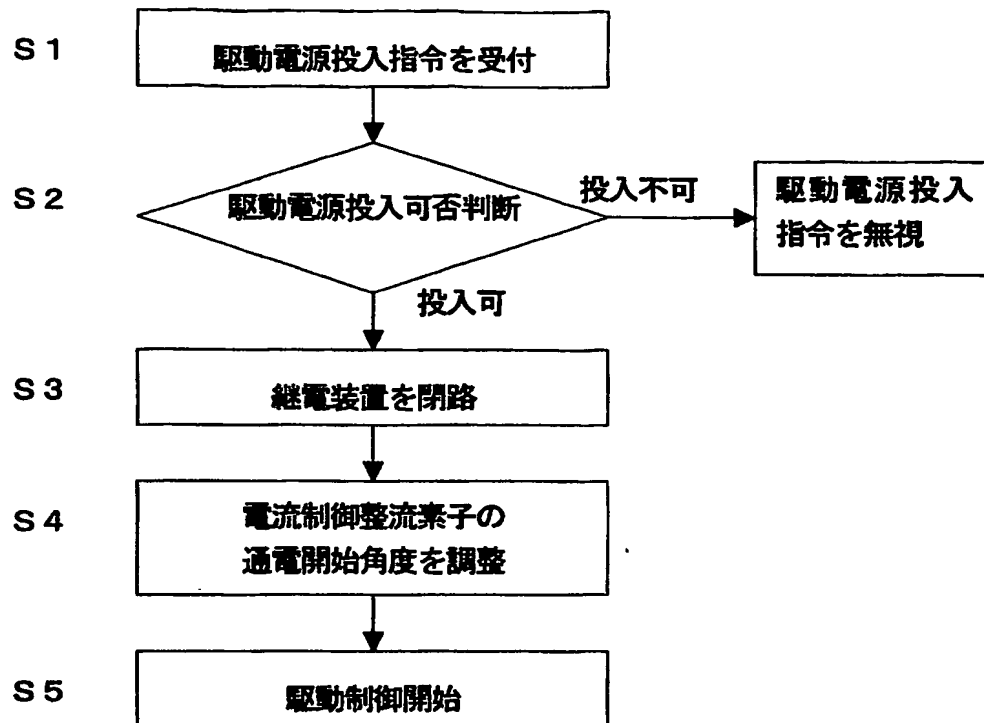 S1
駆動電源投入指令を受付
S2
駆動電源投入可否判断
投入不可
駆動電源投入
指令を無視
投入可
S3
継電装置を閉路
S4
電流制御整流素子の
通電開始角度を調整
S5
駆動制御開始